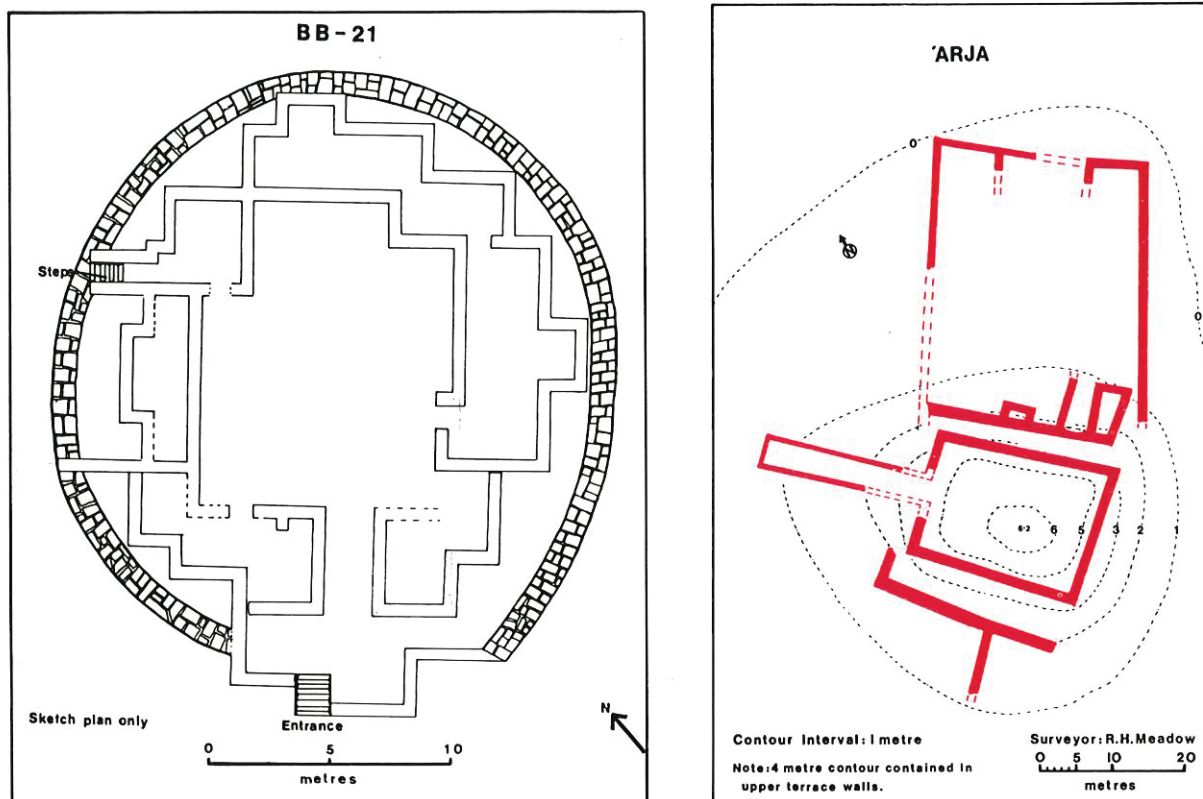 BB-21
Steps
Sketch plan only
Entrance
N
0 5 10
metres
'ARJA
0
N
0
6·2 6 5 3 2 1
Contour Interval: 1 metre
Note: 4 metre contour contained in
upper terrace walls.
Surveyor: R.H.Meadow
0 5 10 20
metres